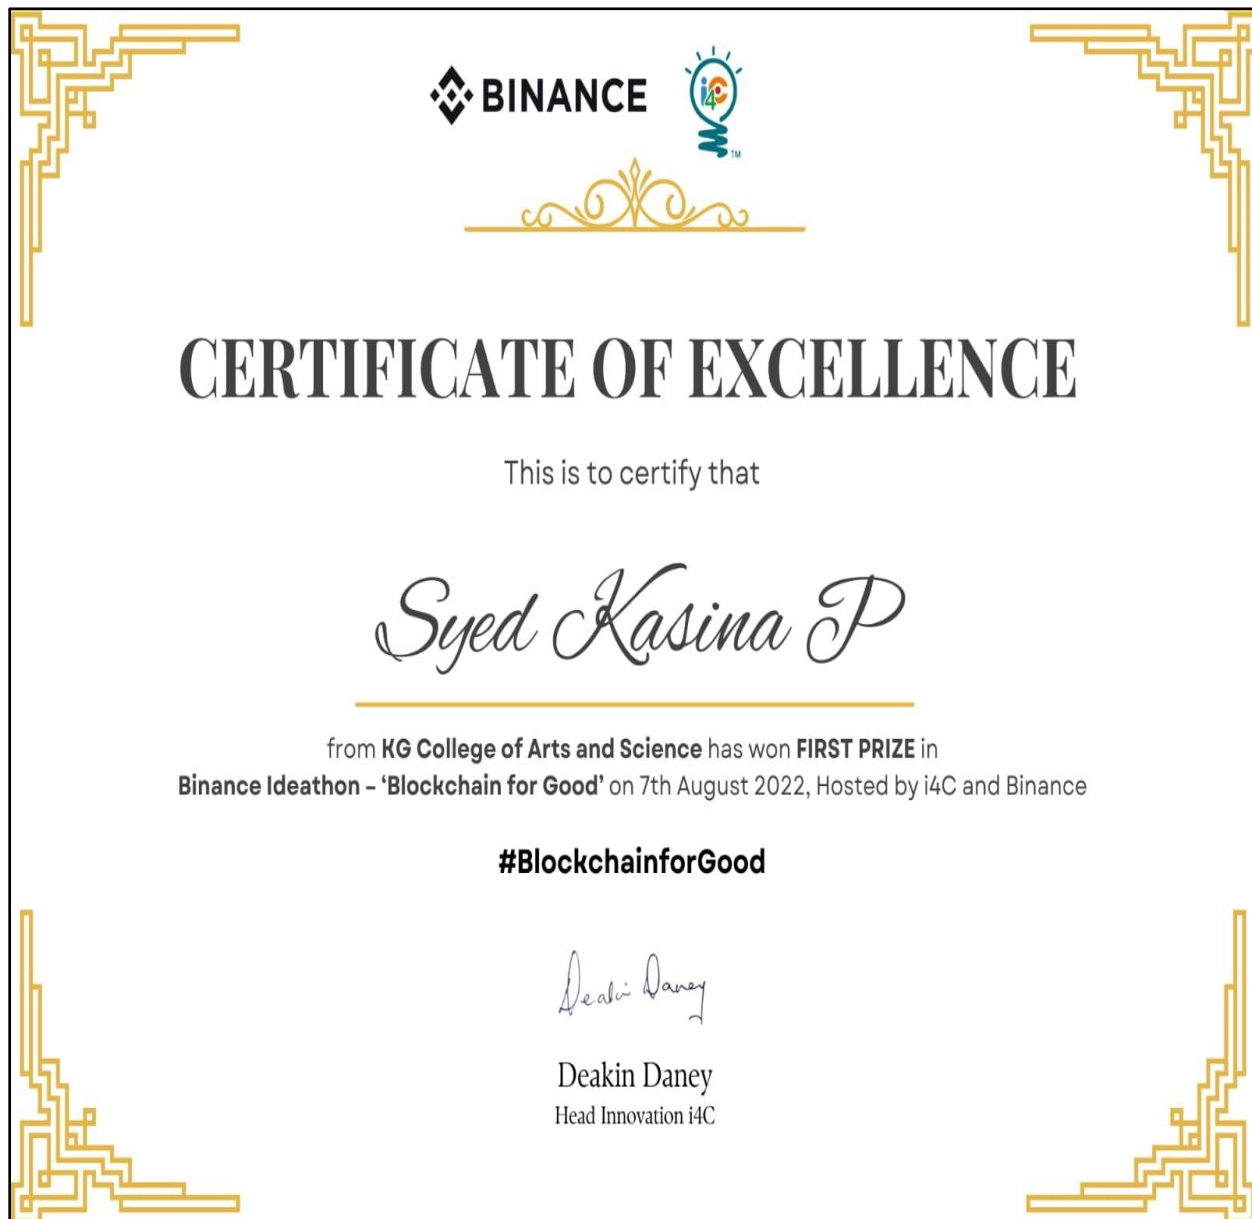 BINANCE
i4C
TM
CERTIFICATE OF EXCELLENCE
This is to certify that
Syed Kasina P
from KG College of Arts and Science has won FIRST PRIZE in
Binance Ideathon – ‘Blockchain for Good’ on 7th August 2022, Hosted by i4C and Binance
#BlockchainforGood
Deakin Daney
Deakin Daney
Head Innovation i4C